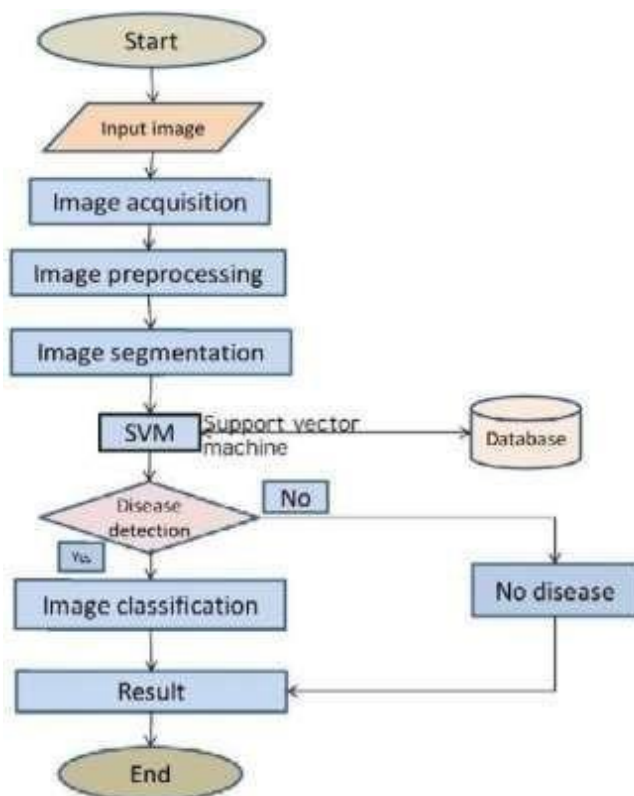 Start
Input image
Image acquisition
Image preprocessing
Image segmentation
SVM
Support vector
machine
Database
Disease
detection
No
Yes
Image classification
No disease
Result
End